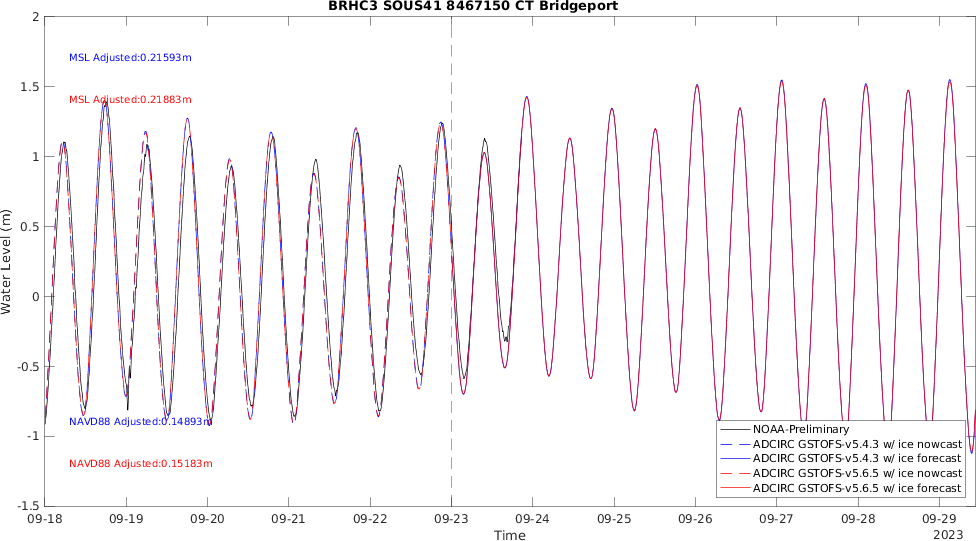 BRHC3 SOUS41 8467150 CT Bridgeport
2
1.5
1
0.5
0
-0.5
-1
-1.5
Water Level (m)
MSL Adjusted:0.21593m
MSL Adjusted:0.21883m
NAVD88 Adjusted:0.14893m
NAVD88 Adjusted:0.15183m
NOAA-Preliminary
ADCIRC GSTOFS-v5.4.3 w/ ice nowcast
ADCIRC GSTOFS-v5.4.3 w/ ice forecast
ADCIRC GSTOFS-v5.6.5 w/ ice nowcast
ADCIRC GSTOFS-v5.6.5 w/ ice forecast
09-18 09-19 09-20 09-21 09-22 09-23 09-24 09-25 09-26 09-27 09-28 09-29
Time
2023